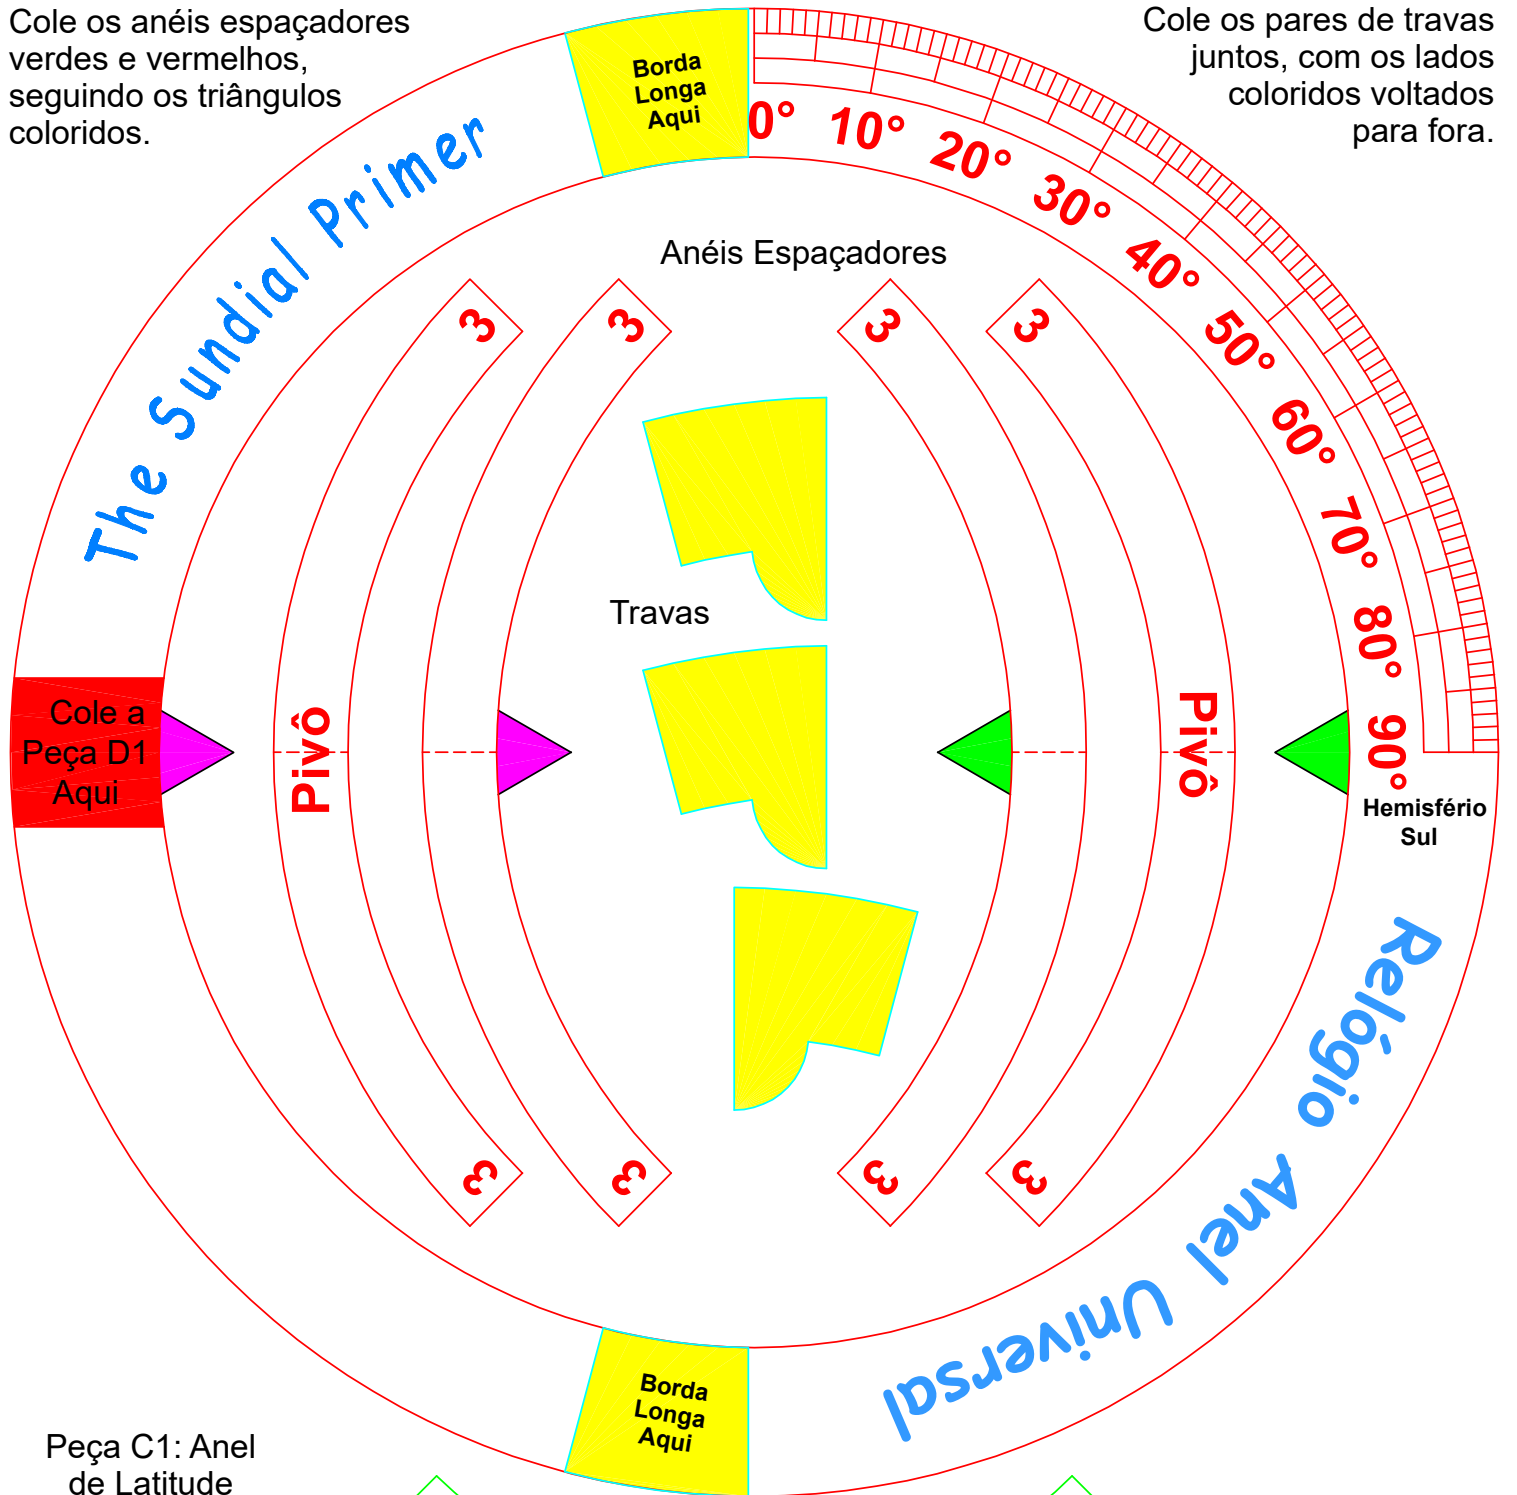 Cole os anéis espaçadores
verdes e vermelhos,
seguindo os triângulos
coloridos.
Cole os pares de travas
juntos, com os lados
coloridos voltados
para fora.
Borda
Longa
Aqui
0° 10° 20° 30° 40° 50° 60° 70° 80° 90°
The Sundial Primer
Anéis Espaçadores
3 3 3 3
Travas
Cole a
Peça D1
Aqui
Pivô
Pivô
Hemisfério
Sul
3 3 3 3
Relógio Anel Universal
Borda
Longa
Aqui
Peça C1: Anel
de Latitude